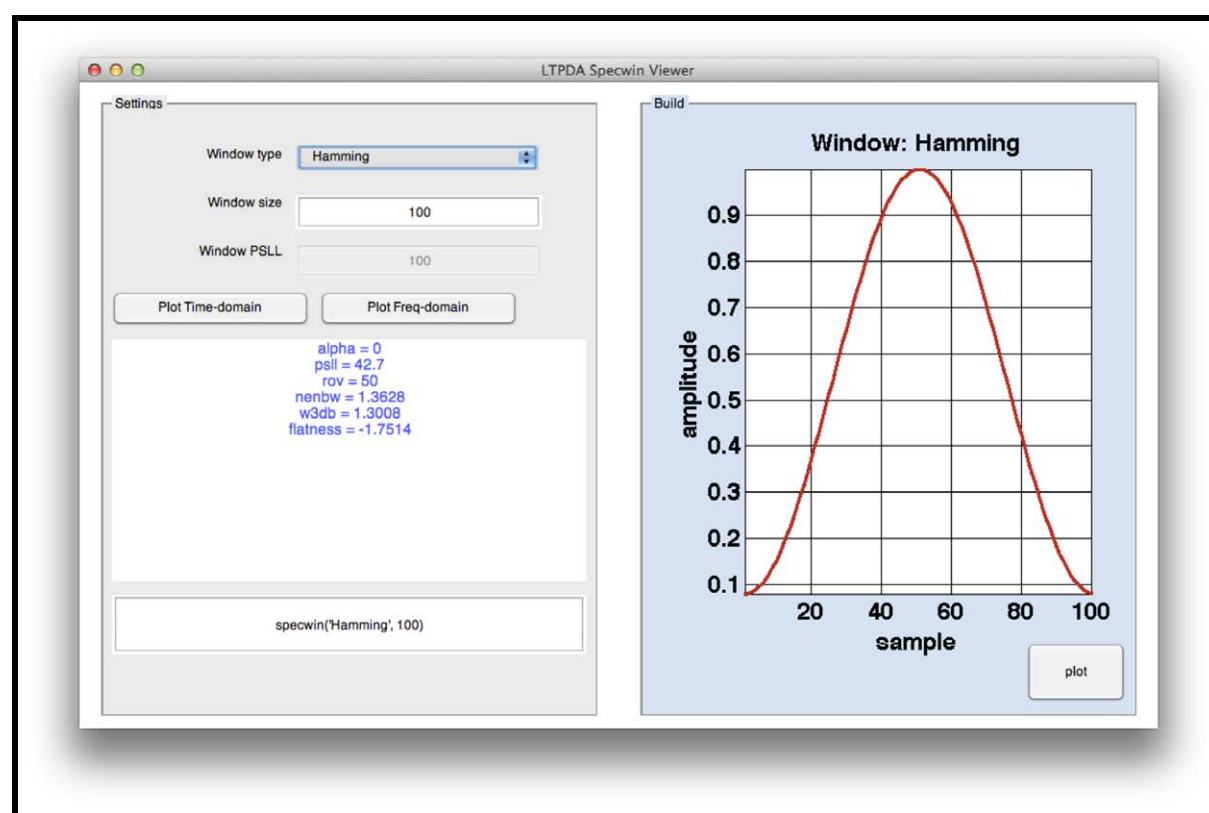 LTPDA Specwin Viewer
Settings
Window type
Hamming
Window size
100
Window PSLL
100
Plot Time-domain
Plot Freq-domain
alpha = 0
psll = 42.7
rov = 50
nenbw = 1.3628
w3db = 1.3008
flatness = -1.7514
specwin('Hamming', 100)
Build
Window: Hamming
amplitude
0.9
0.8
0.7
0.6
0.5
0.4
0.3
0.2
0.1
20 40 60 80 100
sample
plot